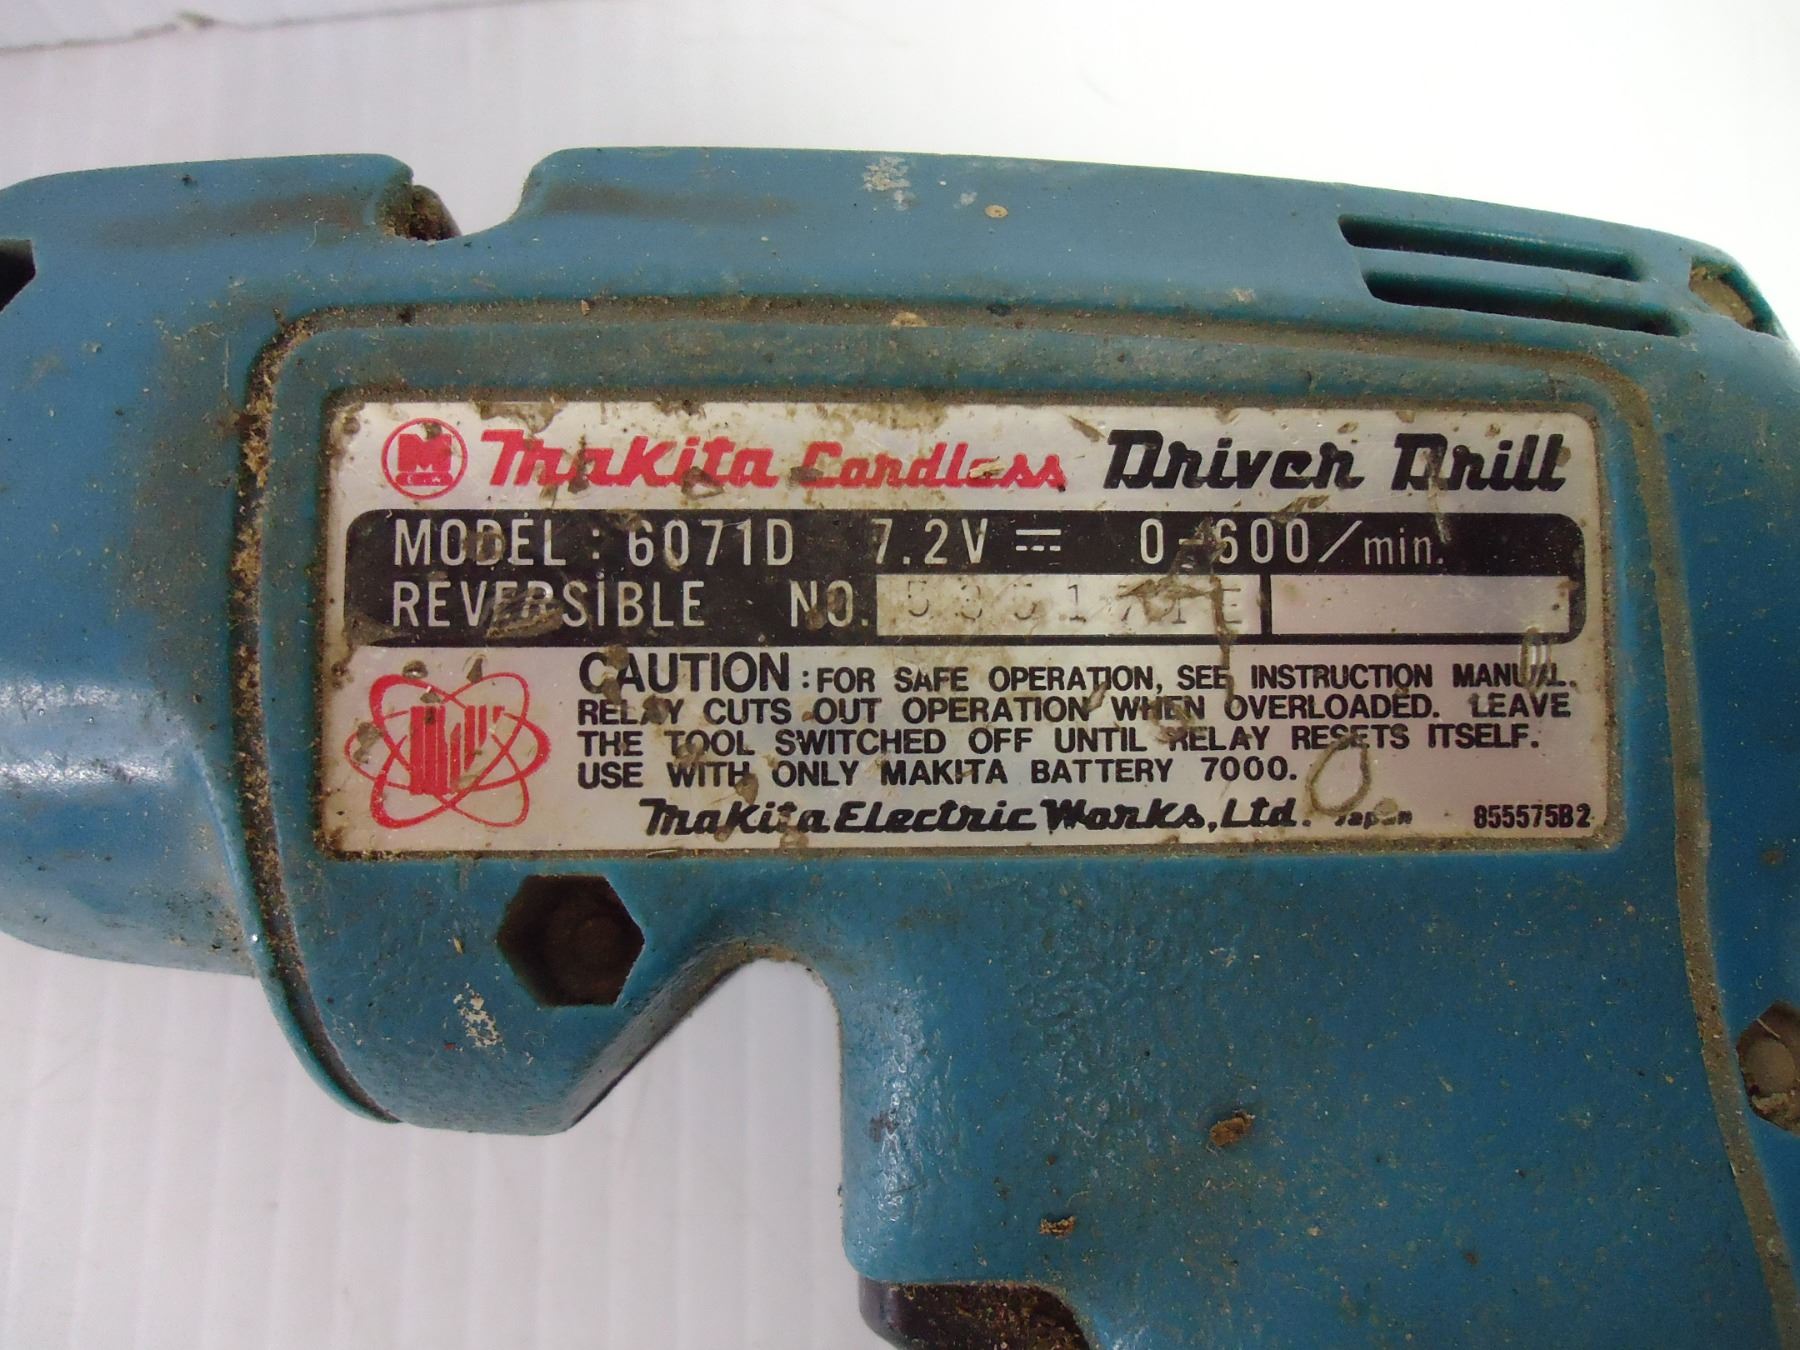 M Makita Cordless Driver Drill
MODEL : 6071D 7.2V 0-600/min.
REVERSIBLE NO.
CAUTION : FOR SAFE OPERATION, SEE INSTRUCTION MANUAL.
RELAY CUTS OUT OPERATION WHEN OVERLOADED. LEAVE
THE TOOL SWITCHED OFF UNTIL RELAY RESETS ITSELF.
USE WITH ONLY MAKITA BATTERY 7000.
Makita Electric Works, Ltd. Japan 855575B2